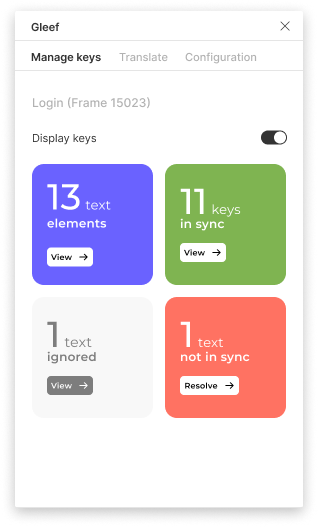 Gleef
Manage keys Translate Configuration
Login (Frame 15023)
Display keys
13 text
elements
View
11 keys
in sync
View
1 text
ignored
View
1 text
not in sync
Resolve